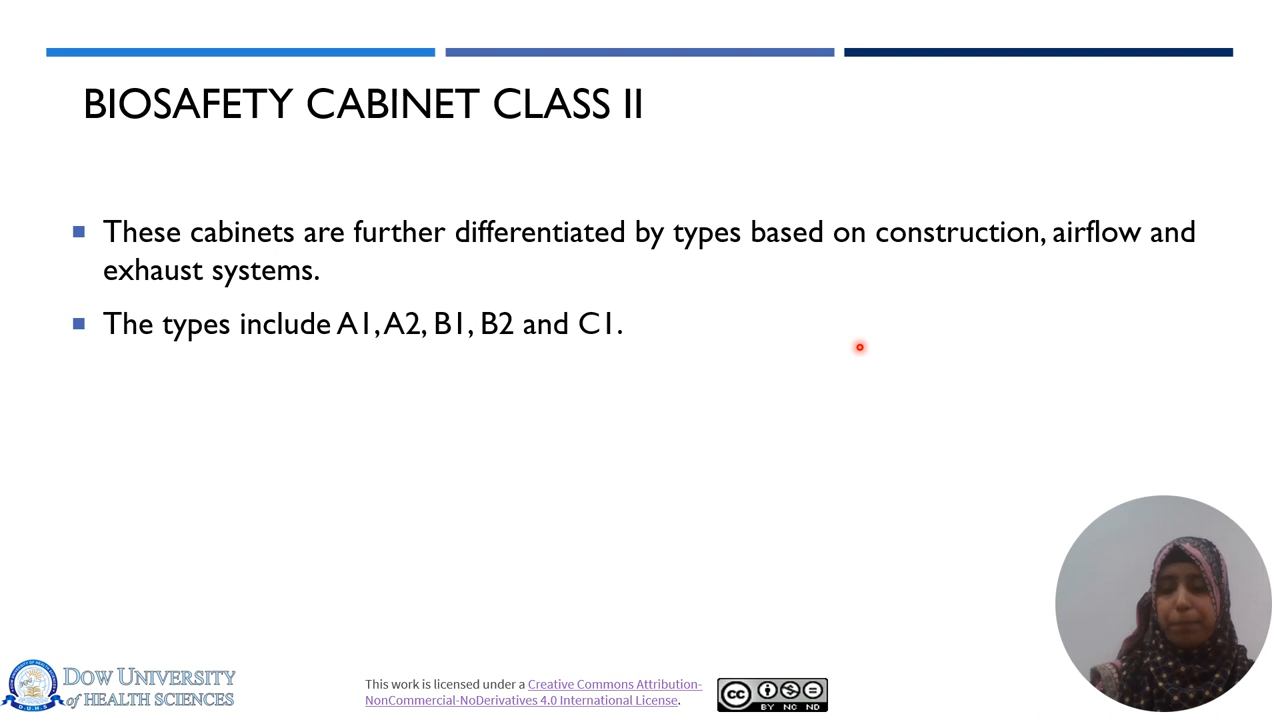 BIOSAFETY CABINET CLASS II
These cabinets are further differentiated by types based on construction, airflow and
exhaust systems.
The types include A1, A2, B1, B2 and C1.
DOW UNIVERSITY
of HEALTH SCIENCES
D.U.H.S
This work is licensed under a Creative Commons Attribution-
NonCommercial-NoDerivatives 4.0 International License.
cc
BY NC ND